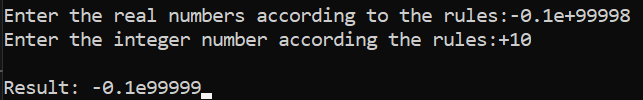 Enter the real numbers according to the rules:-0.1e+99998
Enter the integer number according the rules:+10
Result: -0.1e99999